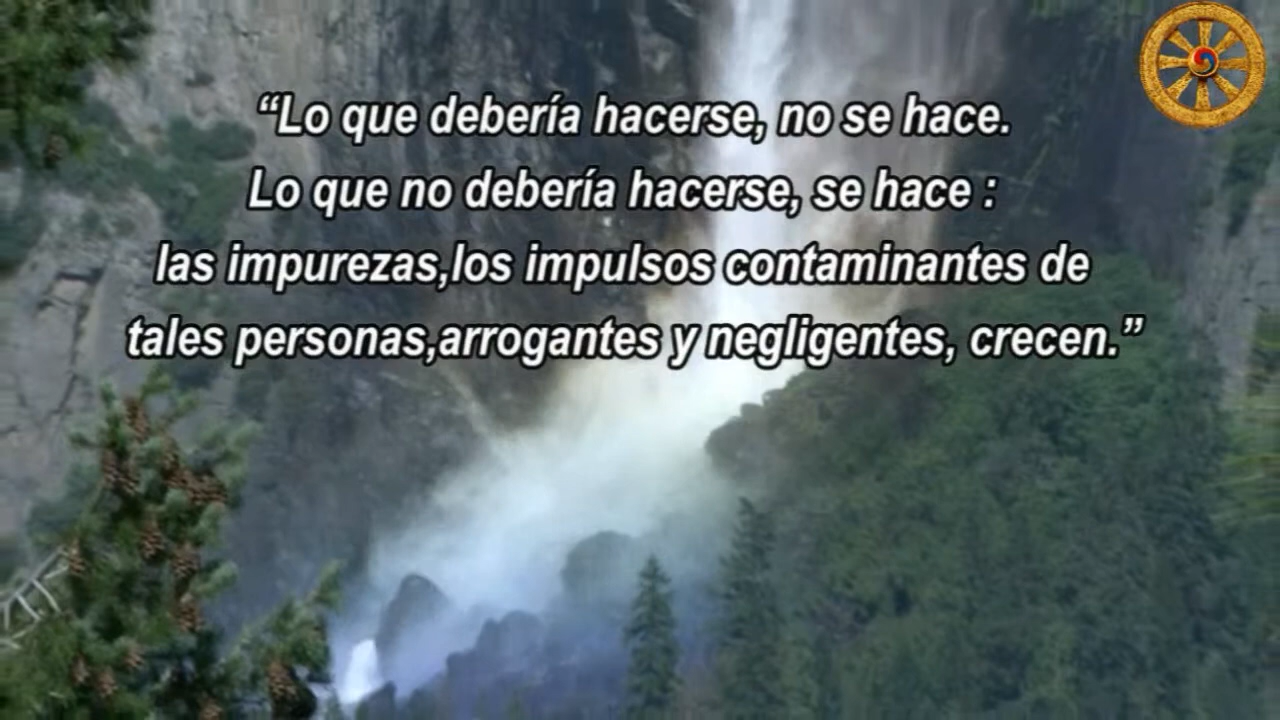 “Lo que debería hacerse, no se hace.
Lo que no debería hacerse, se hace :
las impurezas,los impulsos contaminantes de
tales personas,arrogantes y negligentes, crecen.”